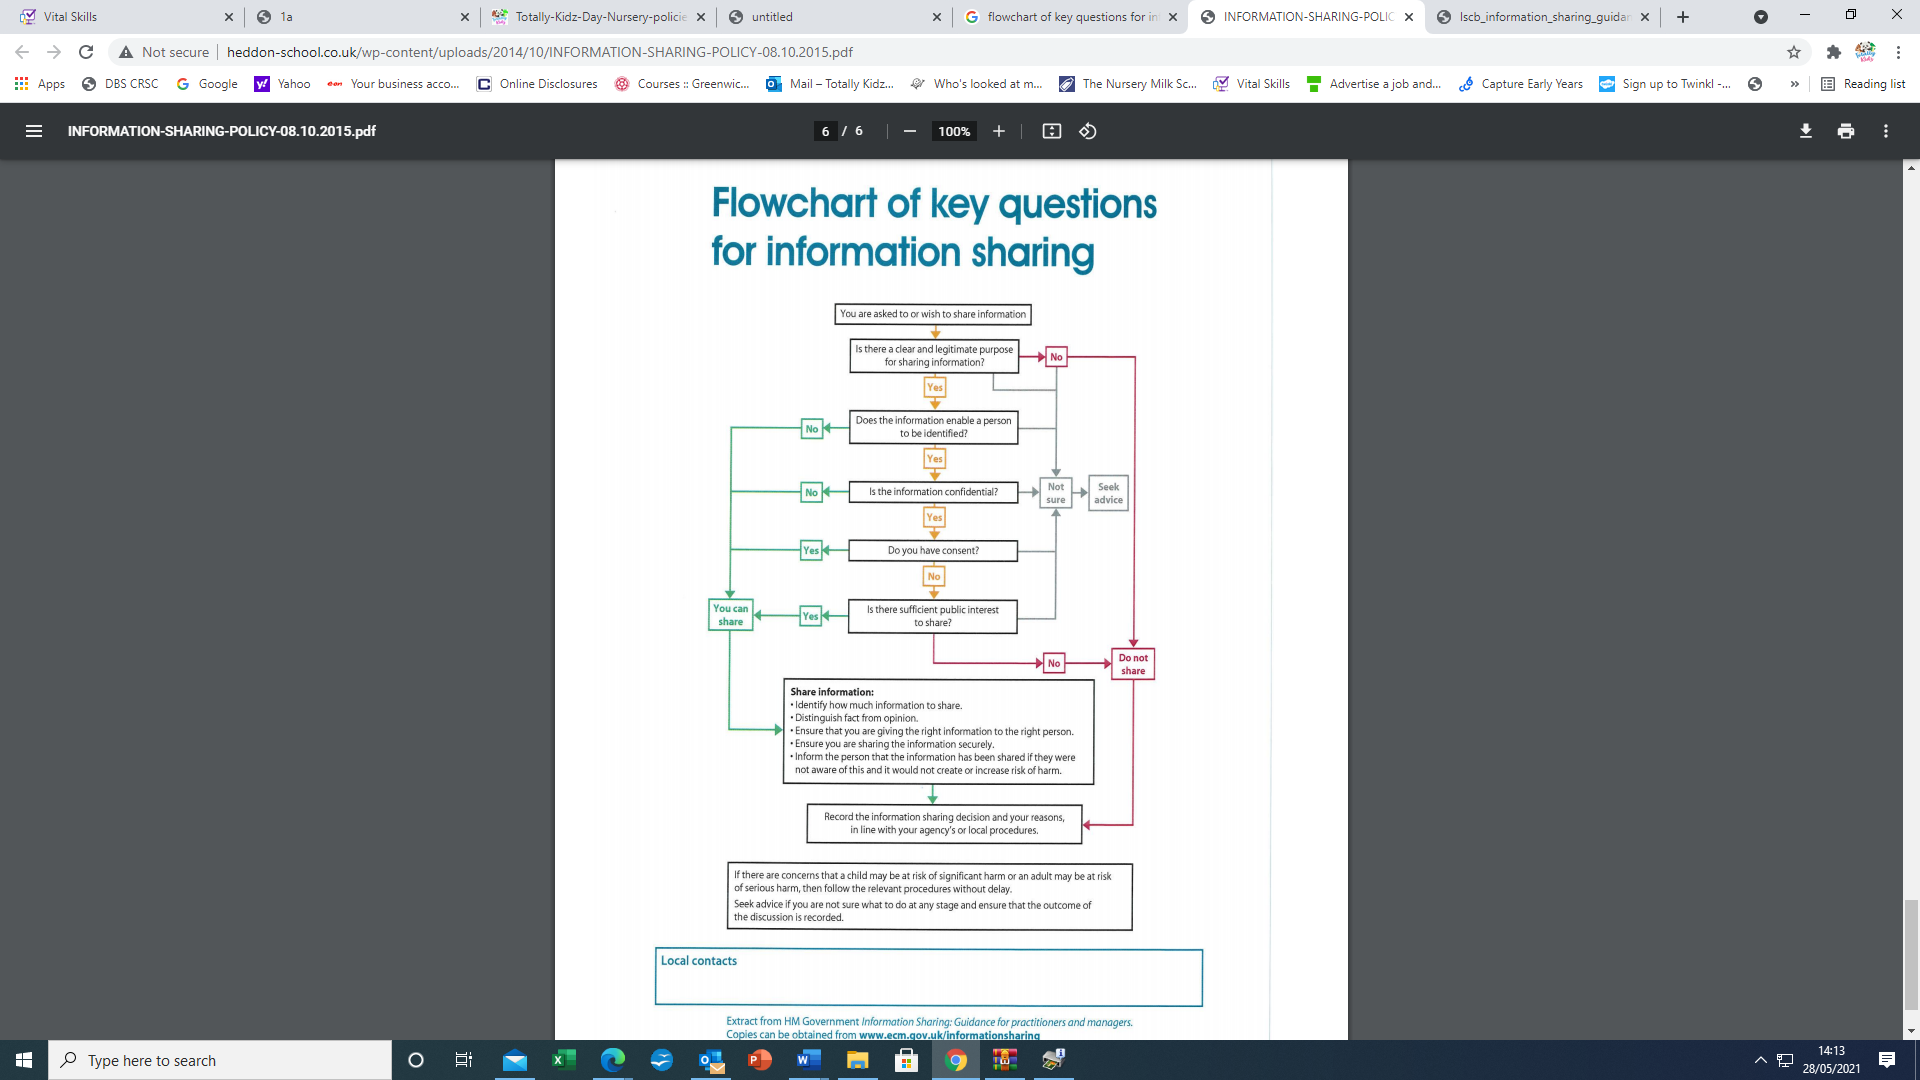 Vital Skills
1a
Totally-Kidz-Day-Nursery-policie
untitled
flowchart of key questions for in
INFORMATION-SHARING-POLIC
lscb_information_sharing_guidan
Not secure
heddon-school.co.uk/wp-content/uploads/2014/10/INFORMATION-SHARING-POLICY-08.10.2015.pdf
Apps
DBS CRSC
Google
Yahoo
Your business acco...
Online Disclosures
Courses :: Greenwic...
Mail – Totally Kidz...
Who's looked at m...
The Nursery Milk Sc...
Vital Skills
Advertise a job and...
Capture Early Years
Sign up to Twinkl -...
»
Reading list
INFORMATION-SHARING-POLICY-08.10.2015.pdf
6 / 6
100%
Flowchart of key questions
for information sharing
You are asked to or wish to share information
Is there a clear and legitimate purpose
for sharing information?
No
Yes
Does the information enable a person
to be identified?
No
Yes
Is the information confidential?
No
Not
sure
Seek
advice
Yes
Do you have consent?
Yes
No
Is there sufficient public interest
to share?
Yes
You can
share
No
Do not
share
Share information:
• Identify how much information to share.
• Distinguish fact from opinion.
• Ensure that you are giving the right information to the right person.
• Ensure you are sharing the information securely.
• Inform the person that the information has been shared if they were
not aware of this and it would not create or increase risk of harm.
Record the information sharing decision and your reasons,
in line with your agency's or local procedures.
If there are concerns that a child may be at risk of significant harm or an adult may be at risk
of serious harm, then follow the relevant procedures without delay.
Seek advice if you are not sure what to do at any stage and ensure that the outcome of
the discussion is recorded.
Local contacts
Extract from HM Government Information Sharing: Guidance for practitioners and managers.
Copies can be obtained from www.ecm.gov.uk/informationsharing
Type here to search
14:13
28/05/2021